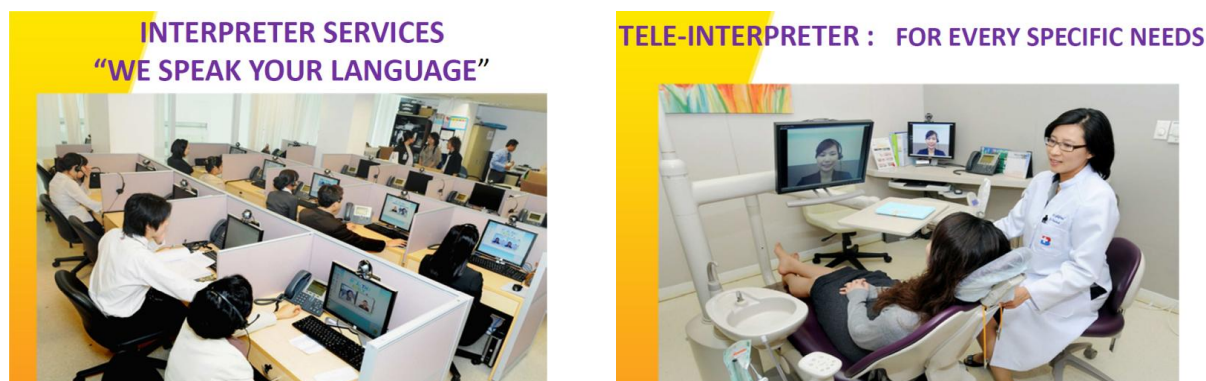 INTERPRETER SERVICES
“WE SPEAK YOUR LANGUAGE”
TELE-INTERPRETER : FOR EVERY SPECIFIC NEEDS